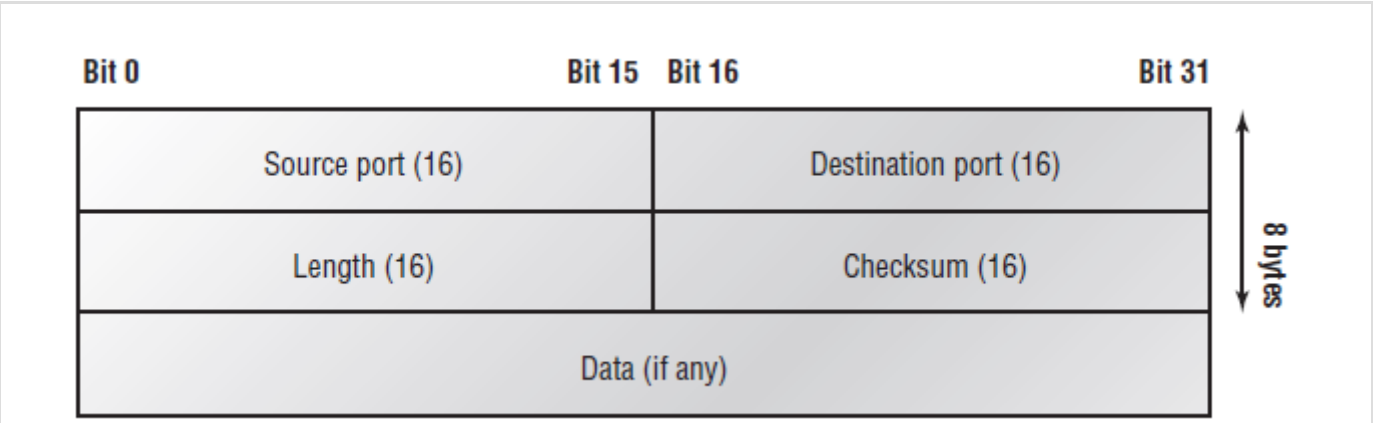 Bit 0 Bit 15 Bit 16 Bit 31
Source port (16) Destination port (16)
Length (16) Checksum (16)
8 bytes
Data (if any)